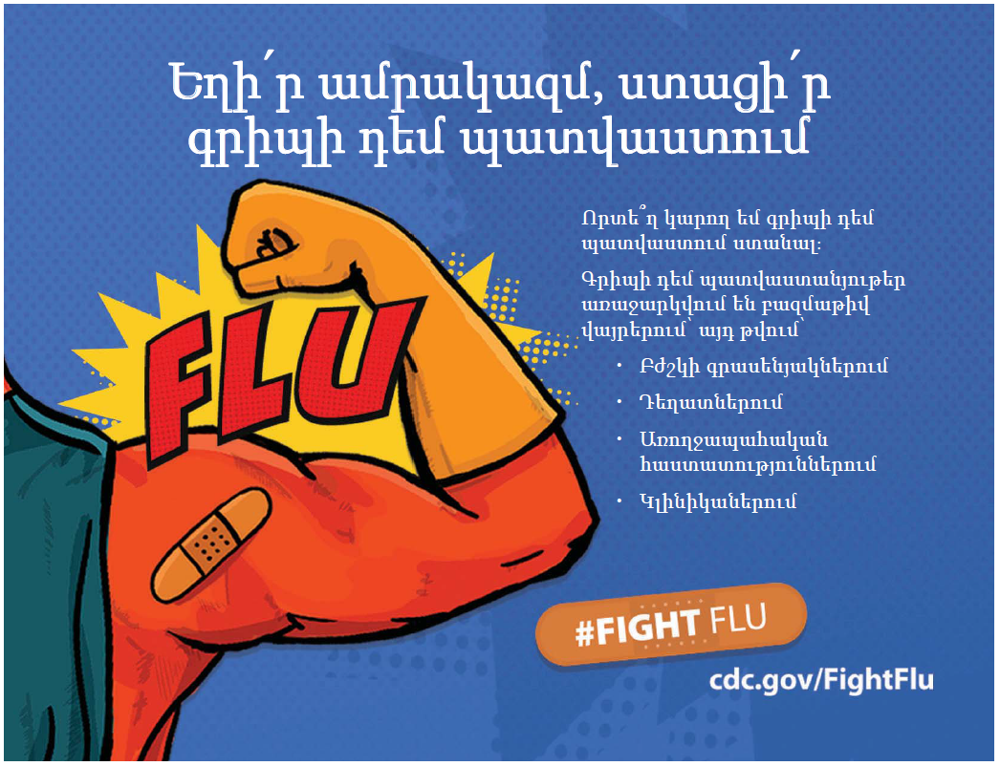 Եղի՛ր ամրակազմ, ստացի՛ր
գրիպի դեմ պատվաստում
FLU
Որտե՞ղ կարող եմ գրիպի դեմ
պատվաստում ստանալ։
Գրիպի դեմ պատվաստանյութեր
առաջարկվում են բազմաթիվ
վայրերում՝ այդ թվում՝
• Բժշկի գրասենյակներում
• Դեղատներում
• Առողջապահական
հաստատություններում
• Կլինիկաներում
#FIGHT FLU
cdc.gov/FightFlu